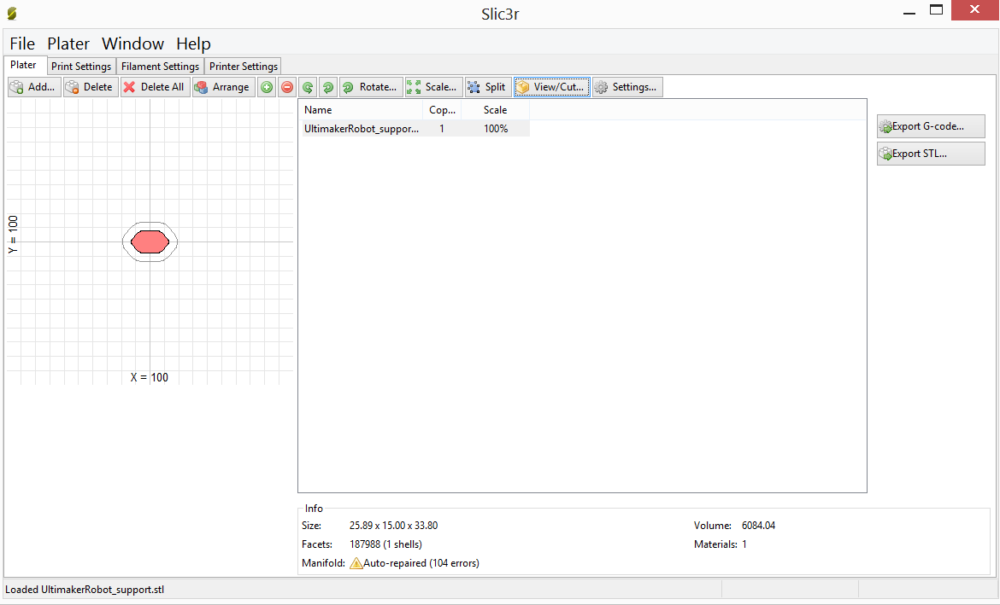 Slic3r
File Plater Window Help
Plater Print Settings Filament Settings Printer Settings
Add... Delete Delete All Arrange Rotate... Scale... Split View/Cut... Settings...
Name Cop... Scale
UltimakerRobot_suppor... 1 100%
Export G-code...
Export STL...
Y = 100
X = 100
Info
Size: 25.89 x 15.00 x 33.80 Volume: 6084.04
Facets: 187988 (1 shells) Materials: 1
Manifold: Auto-repaired (104 errors)
Loaded UltimakerRobot_support.stl